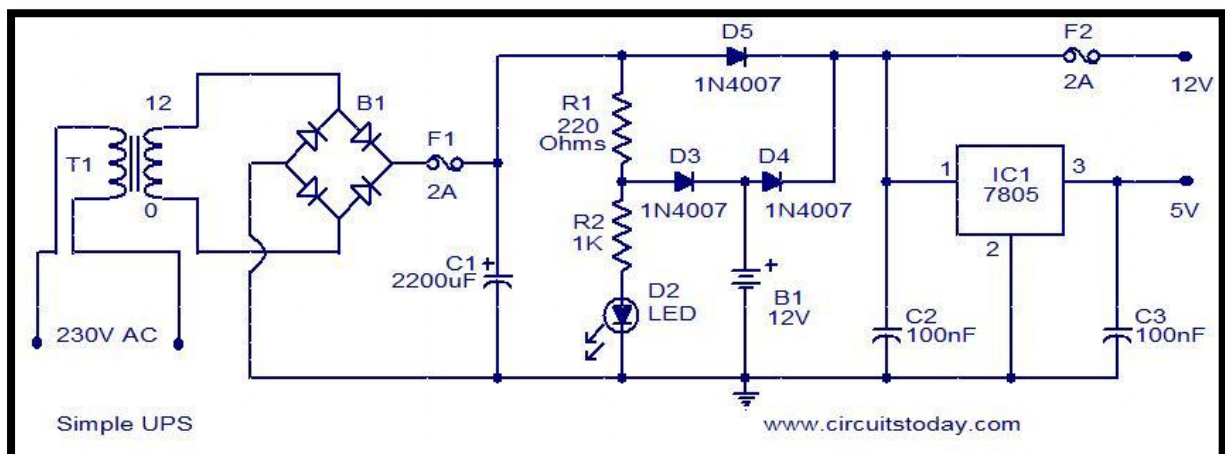 D5
1N4007
F2
2A
12V
12
T1
0
B1
F1
2A
R1
220
Ohms
D3
1N4007
D4
1N4007
1
IC1
7805
3
2
5V
R2
1K
C1 +
2200uF
D2
LED
+
B1
12V
C2
100nF
C3
100nF
230V AC
Simple UPS
www.circuitstoday.com